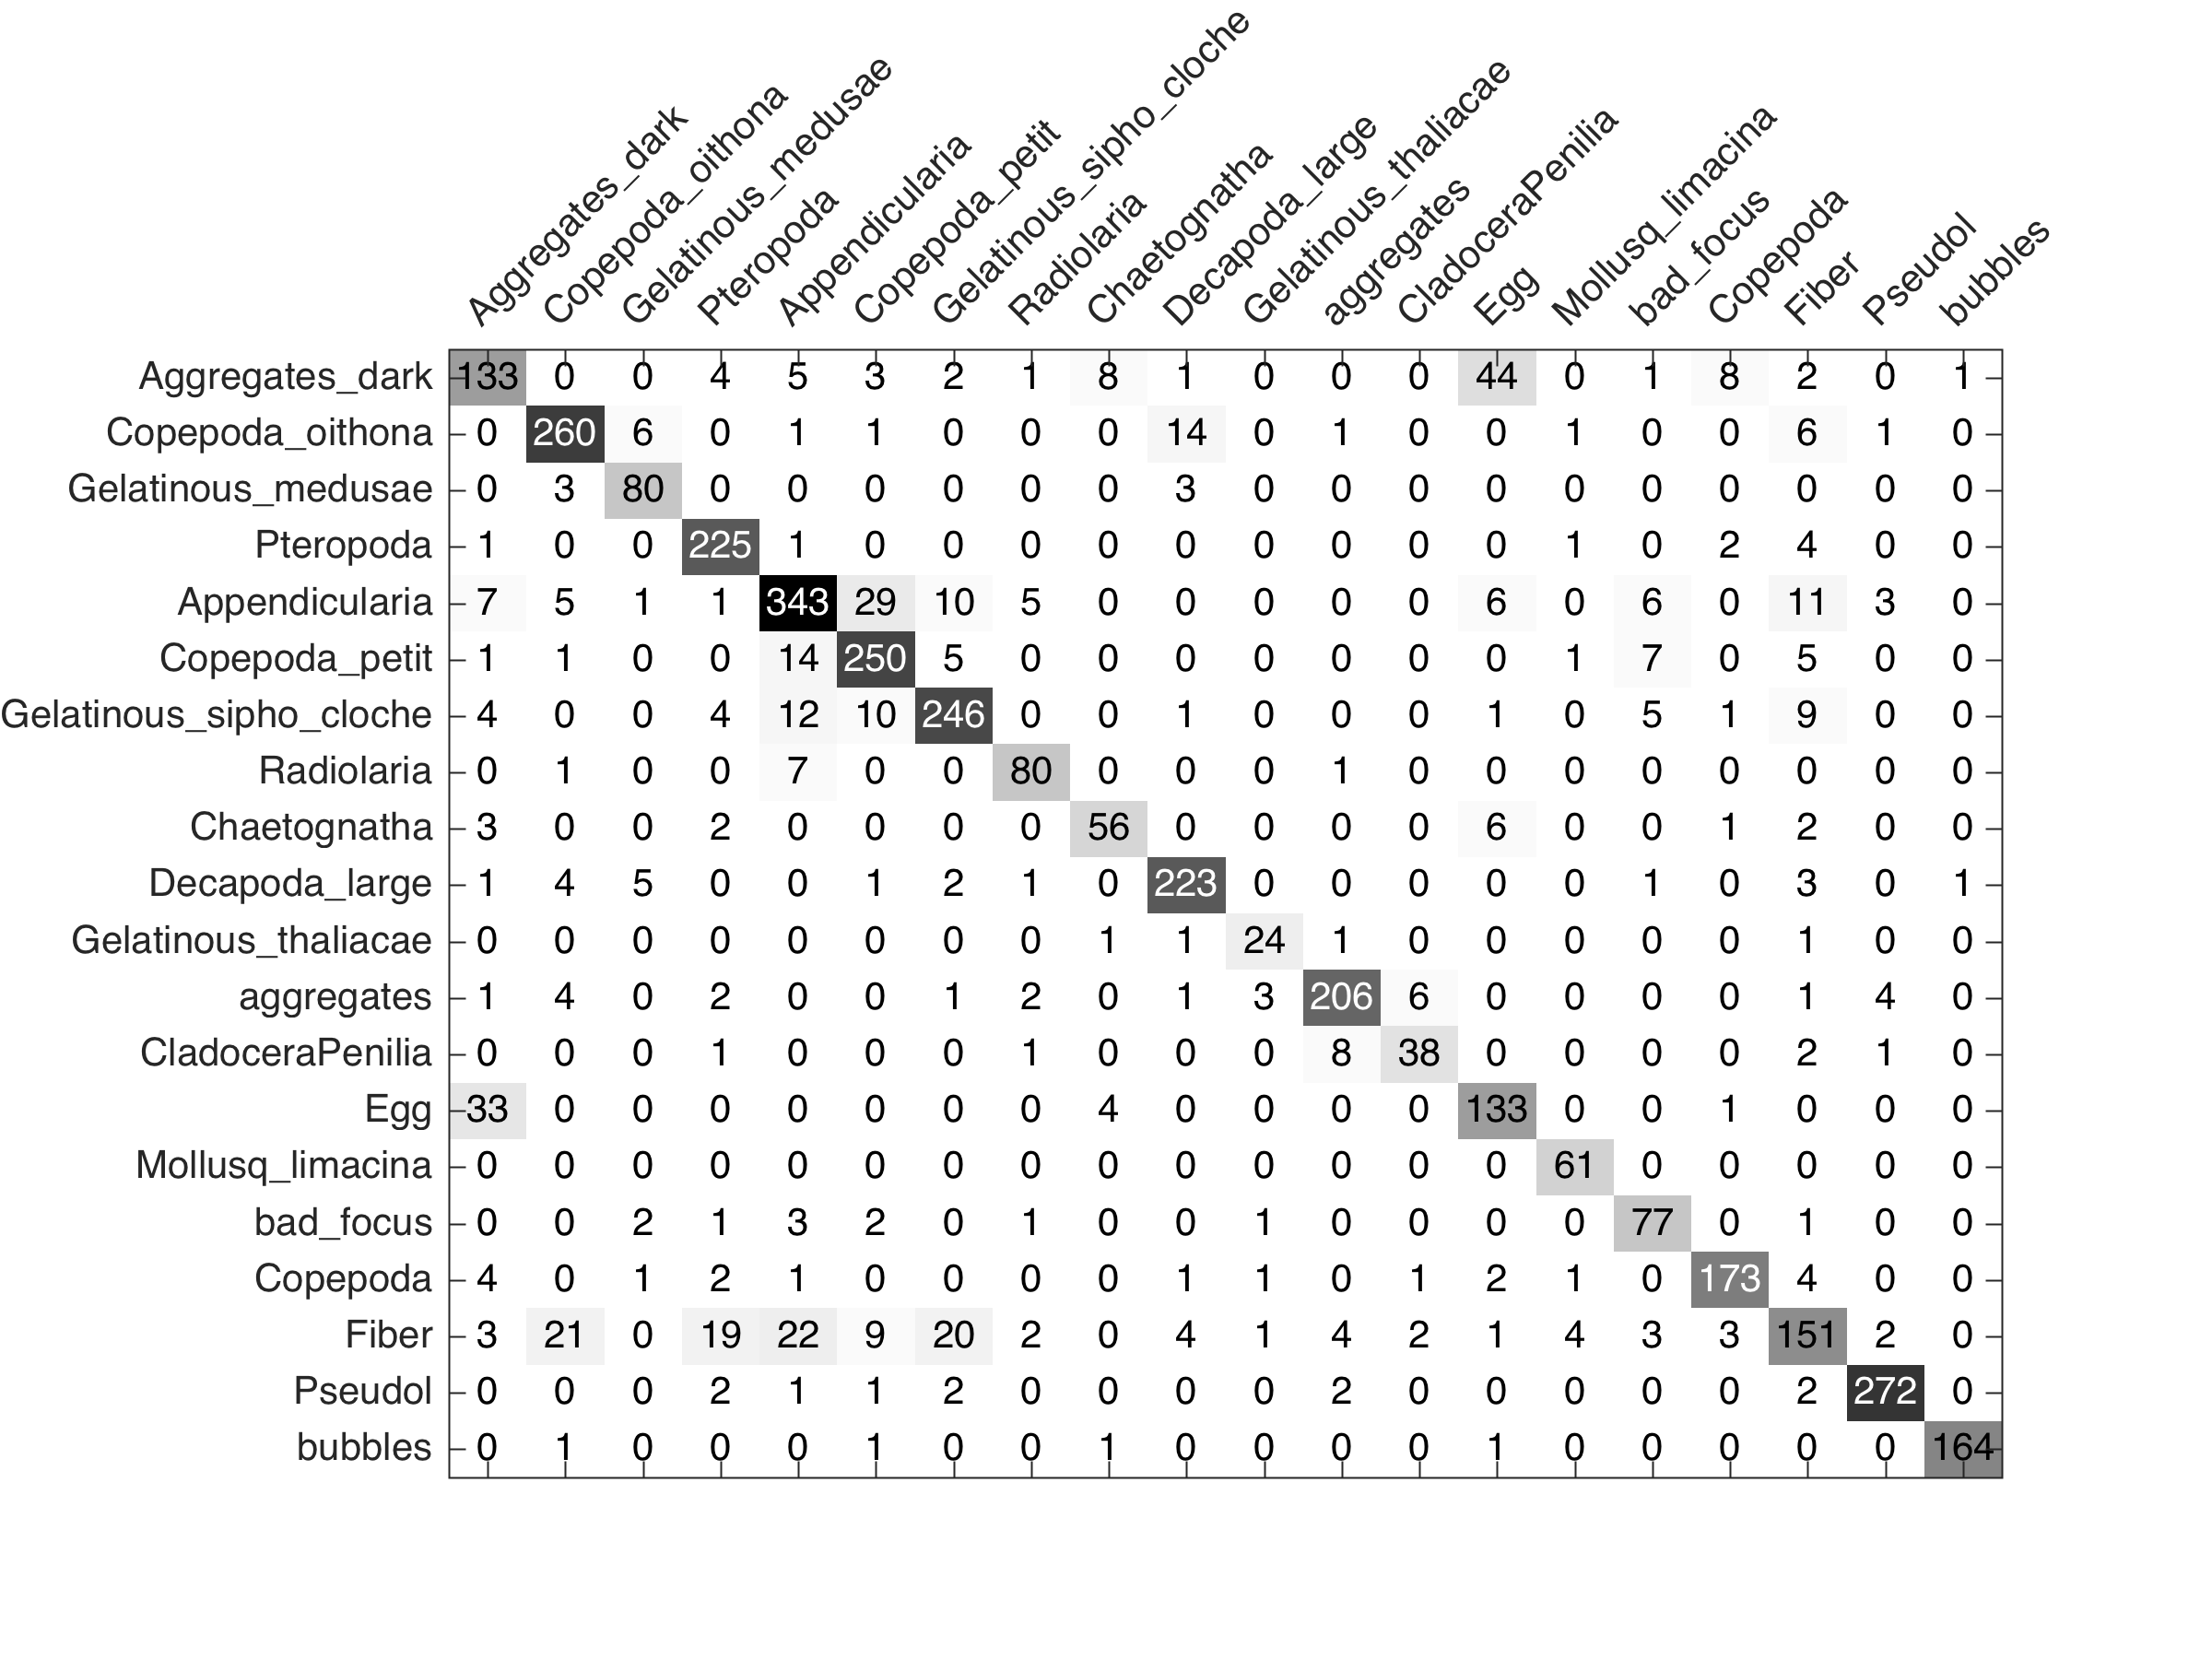 Aggregates_dark
Copepoda_oithona
Gelatinous_medusae
Pteropoda
Appendicularia
Copepoda_petit
Gelatinous_sipho_cloche
Radiolaria
Chaetognatha
Decapoda_large
Gelatinous_thaliacae
aggregates
CladoceraPenilia
Egg
Mollusq_limacina
bad_focus
Copepoda
Fiber
Pseudol
bubbles
Aggregates_dark 133 0 0 4 5 3 2 1 8 1 0 0 0 44 0 1 8 2 0 1
Copepoda_oithona 0 260 6 0 1 1 0 0 0 14 0 1 0 0 1 0 0 6 1 0
Gelatinous_medusae 0 3 80 0 0 0 0 0 0 3 0 0 0 0 0 0 0 0 0 0
Pteropoda 1 0 0 225 1 0 0 0 0 0 0 0 0 0 1 0 2 4 0 0
Appendicularia 7 5 1 1 343 29 10 5 0 0 0 0 0 6 0 6 0 11 3 0
Copepoda_petit 1 1 0 0 14 250 5 0 0 0 0 0 0 0 1 7 0 5 0 0
Gelatinous_sipho_cloche 4 0 0 4 12 10 246 0 0 1 0 0 0 1 0 5 1 9 0 0
Radiolaria 0 1 0 0 7 0 0 80 0 0 0 1 0 0 0 0 0 0 0 0
Chaetognatha 3 0 0 2 0 0 0 0 56 0 0 0 0 6 0 0 1 2 0 0
Decapoda_large 1 4 5 0 0 1 2 1 0 223 0 0 0 0 0 1 0 3 0 1
Gelatinous_thaliacae 0 0 0 0 0 0 0 0 1 1 24 1 0 0 0 0 0 1 0 0
aggregates 1 4 0 2 0 0 1 2 0 1 3 206 6 0 0 0 0 1 4 0
CladoceraPenilia 0 0 0 1 0 0 0 1 0 0 0 8 38 0 0 0 0 2 1 0
Egg 33 0 0 0 0 0 0 0 4 0 0 0 0 133 0 0 1 0 0 0
Mollusq_limacina 0 0 0 0 0 0 0 0 0 0 0 0 0 0 61 0 0 0 0 0
bad_focus 0 0 2 1 3 2 0 1 0 0 1 0 0 0 0 77 0 1 0 0
Copepoda 4 0 1 2 1 0 0 0 0 1 1 0 1 2 1 0 173 4 0 0
Fiber 3 21 0 19 22 9 20 2 0 4 1 4 2 1 4 3 3 151 2 0
Pseudol 0 0 0 2 1 1 2 0 0 0 0 2 0 0 0 0 0 2 272 0
bubbles 0 1 0 0 0 1 0 0 1 0 0 0 0 1 0 0 0 0 0 164